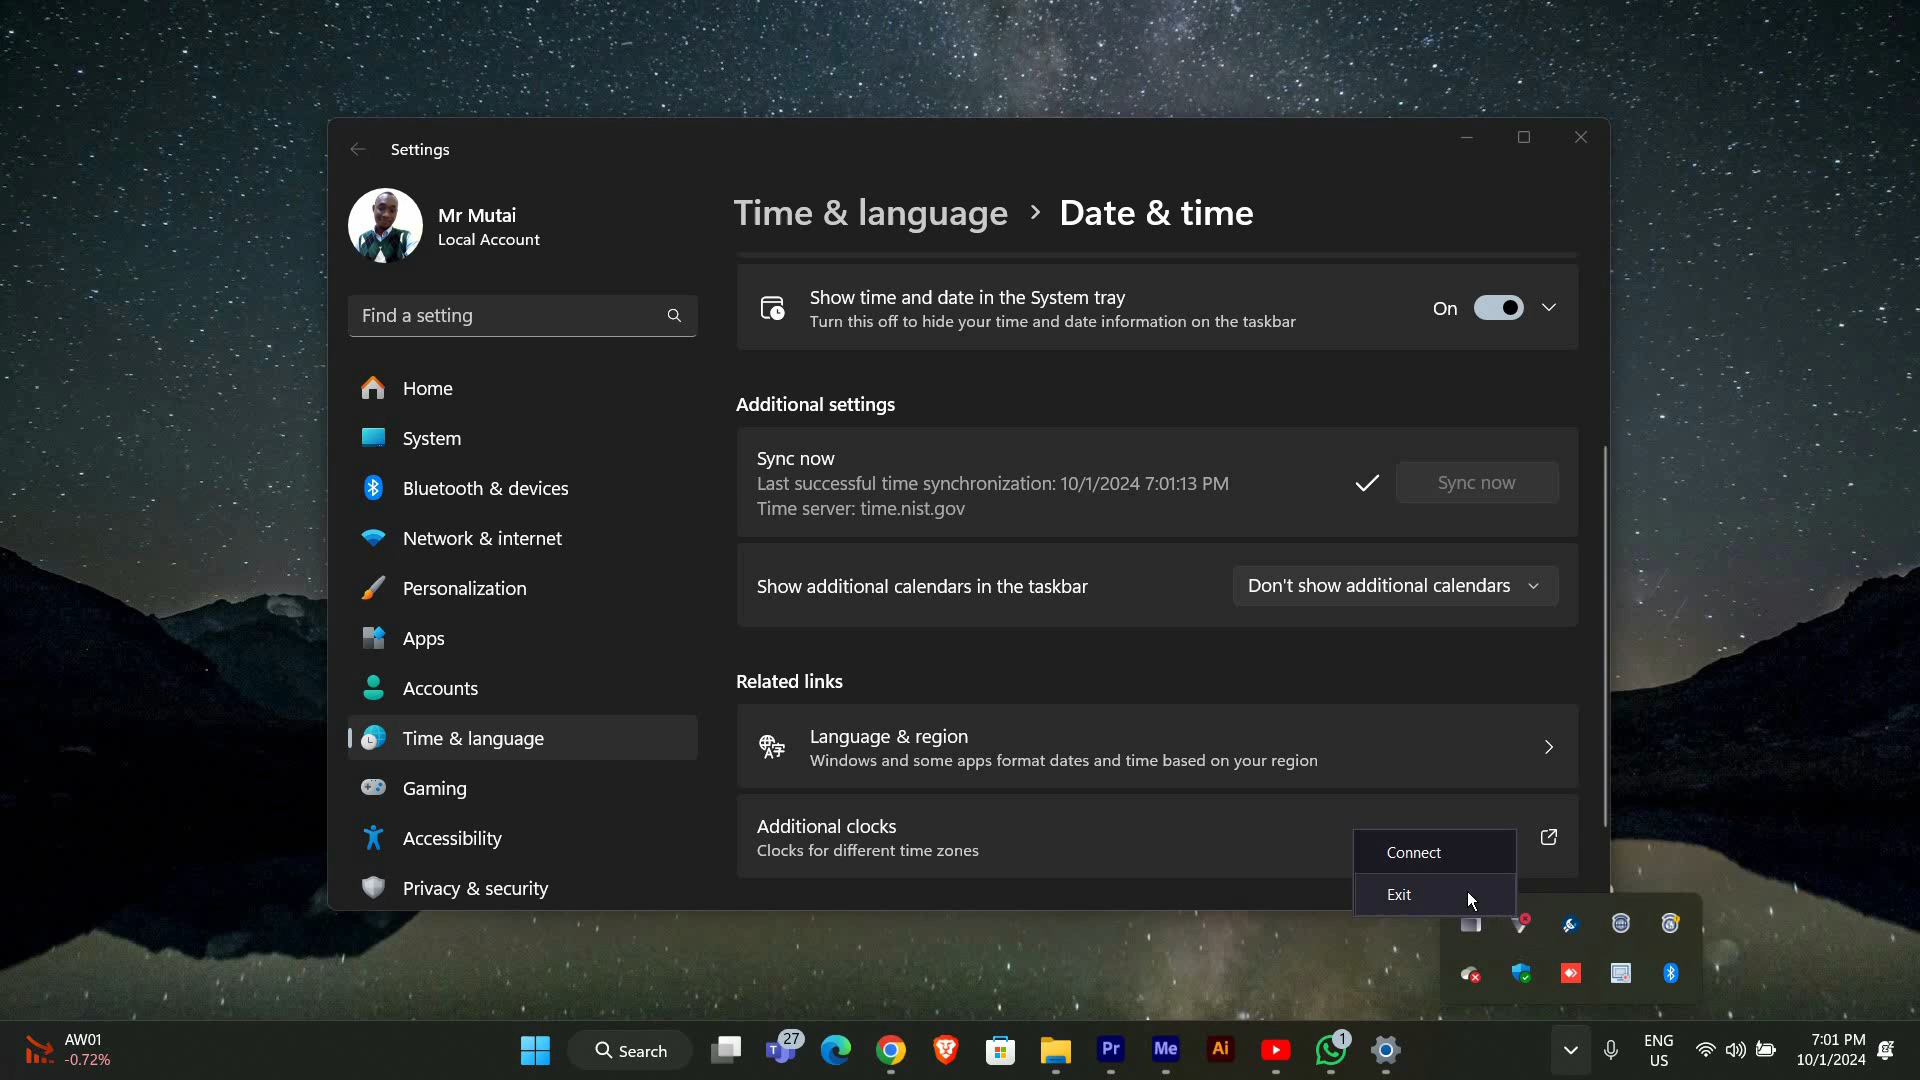 Settings
Mr Mutai
Local Account
Find a setting
Home
System
Bluetooth & devices
Network & internet
Personalization
Apps
Accounts
Time & language
Gaming
Accessibility
Privacy & security
Time & language > Date & time
Show time and date in the System tray
Turn this off to hide your time and date information on the taskbar
On
Additional settings
Sync now
Last successful time synchronization: 10/1/2024 7:01:13 PM
Time server: time.nist.gov
Sync now
Show additional calendars in the taskbar
Don't show additional calendars
Related links
Language & region
Windows and some apps format dates and time based on your region
Additional clocks
Clocks for different time zones
Connect
Exit
AW01
-0.72%
Search
27
Pr
Me
Ai
1
ENG
US
7:01 PM
10/1/2024